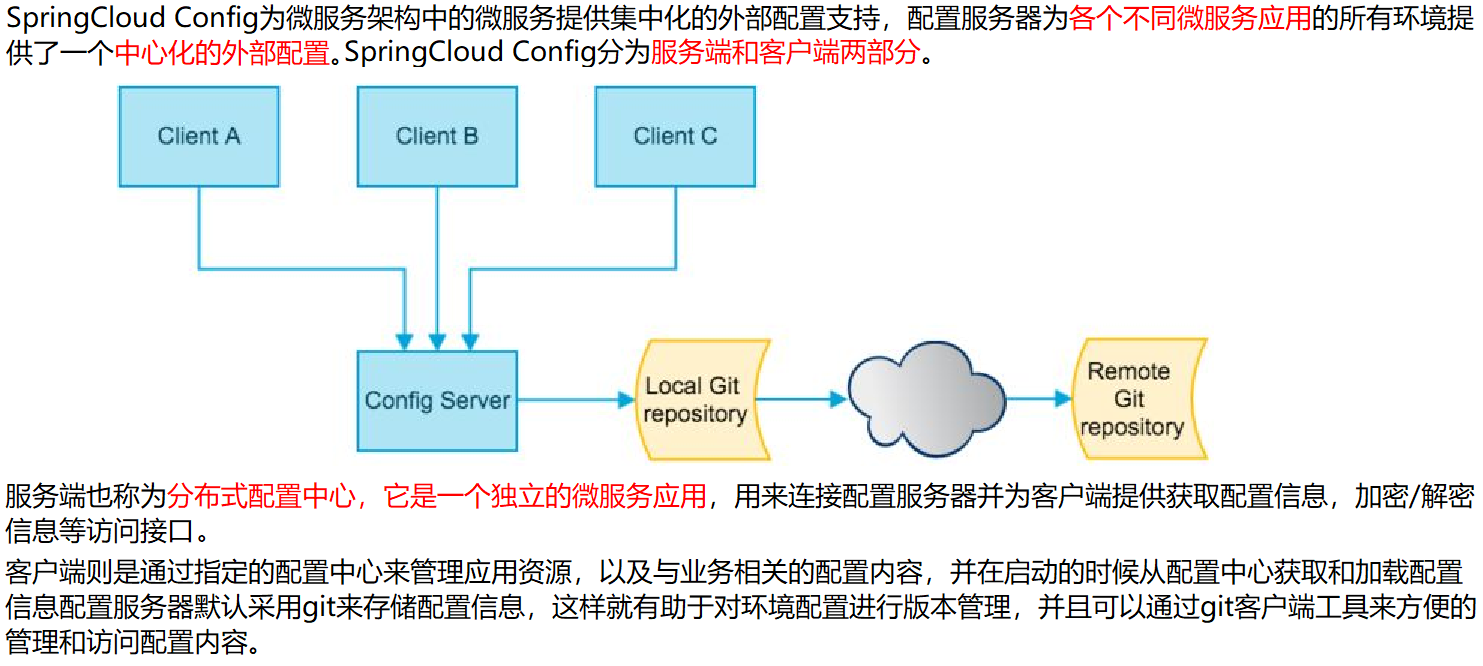 SpringCloud Config为微服务架构中的微服务提供集中化的外部配置支持，配置服务器为各个不同微服务应用的所有环境提
供了一个中心化的外部配置。SpringCloud Config分为服务端和客户端两部分。
Client A
Client B
Client C
Config Server
Local Git
repository
Remote
Git
repository
服务端也称为分布式配置中心，它是一个独立的微服务应用，用来连接配置服务器并为客户端提供获取配置信息，加密/解密
信息等访问接口。
客户端则是通过指定的配置中心来管理应用资源，以及与业务相关的配置内容，并在启动的时候从配置中心获取和加载配置
信息配置服务器默认采用git来存储配置信息，这样就有助于对环境配置进行版本管理，并且可以通过git客户端工具来方便的
管理和访问配置内容。